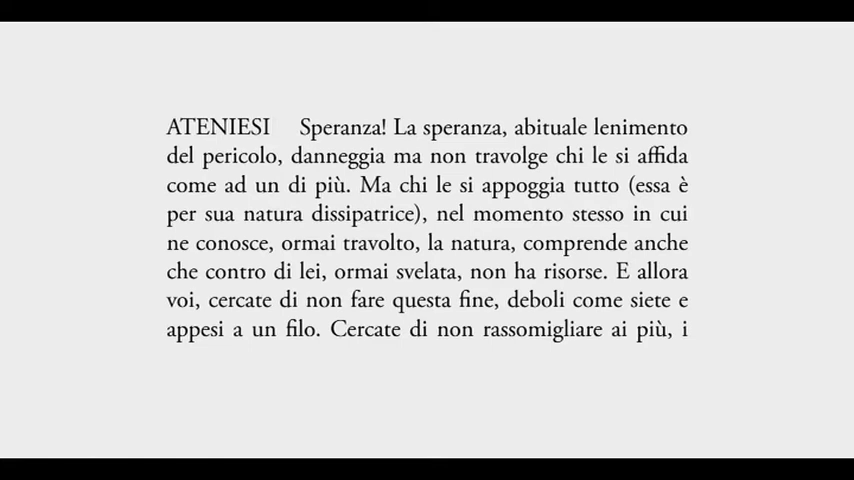 ATENIESI Speranza! La speranza, abituale lenimento
del pericolo, danneggia ma non travolge chi le si affida
come ad un di più. Ma chi le si appoggia tutto (essa è
per sua natura dissipatrice), nel momento stesso in cui
ne conosce, ormai travolto, la natura, comprende anche
che contro di lei, ormai svelata, non ha risorse. E allora
voi, cercate di non fare questa fine, deboli come siete e
appesi a un filo. Cercate di non rassomigliare ai più, i